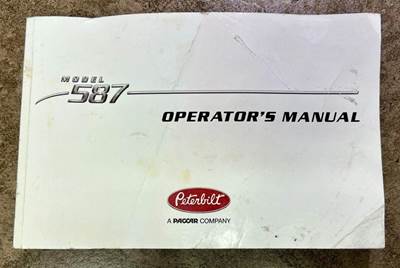 MODEL
587
OPERATOR'S MANUAL
Peterbilt
A PACCAR COMPANY